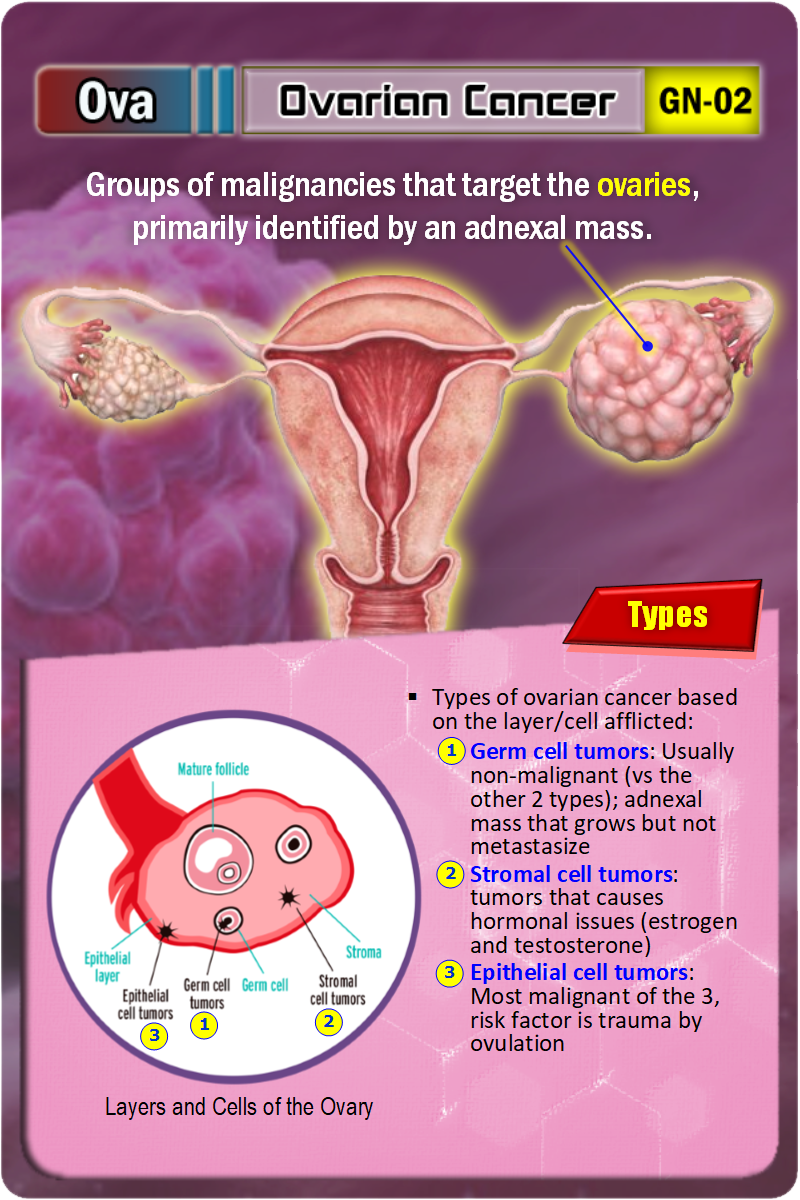 Ova
Ovarian Cancer
GN-02
Groups of malignancies that target the ovaries,
primarily identified by an adnexal mass.
Types
▪ Types of ovarian cancer based
on the layer/cell afflicted:
1 Germ cell tumors: Usually
non-malignant (vs the
other 2 types); adnexal
mass that grows but not
metastasize
2 Stromal cell tumors:
tumors that causes
hormonal issues (estrogen
and testosterone)
3 Epithelial cell tumors:
Most malignant of the 3,
risk factor is trauma by
ovulation
Mature follicle
Epithelial
layer
Epithelial
cell tumors
3
Germ cell
tumors
1
Germ cell
Stroma
Stromal
cell tumors
2
Layers and Cells of the Ovary